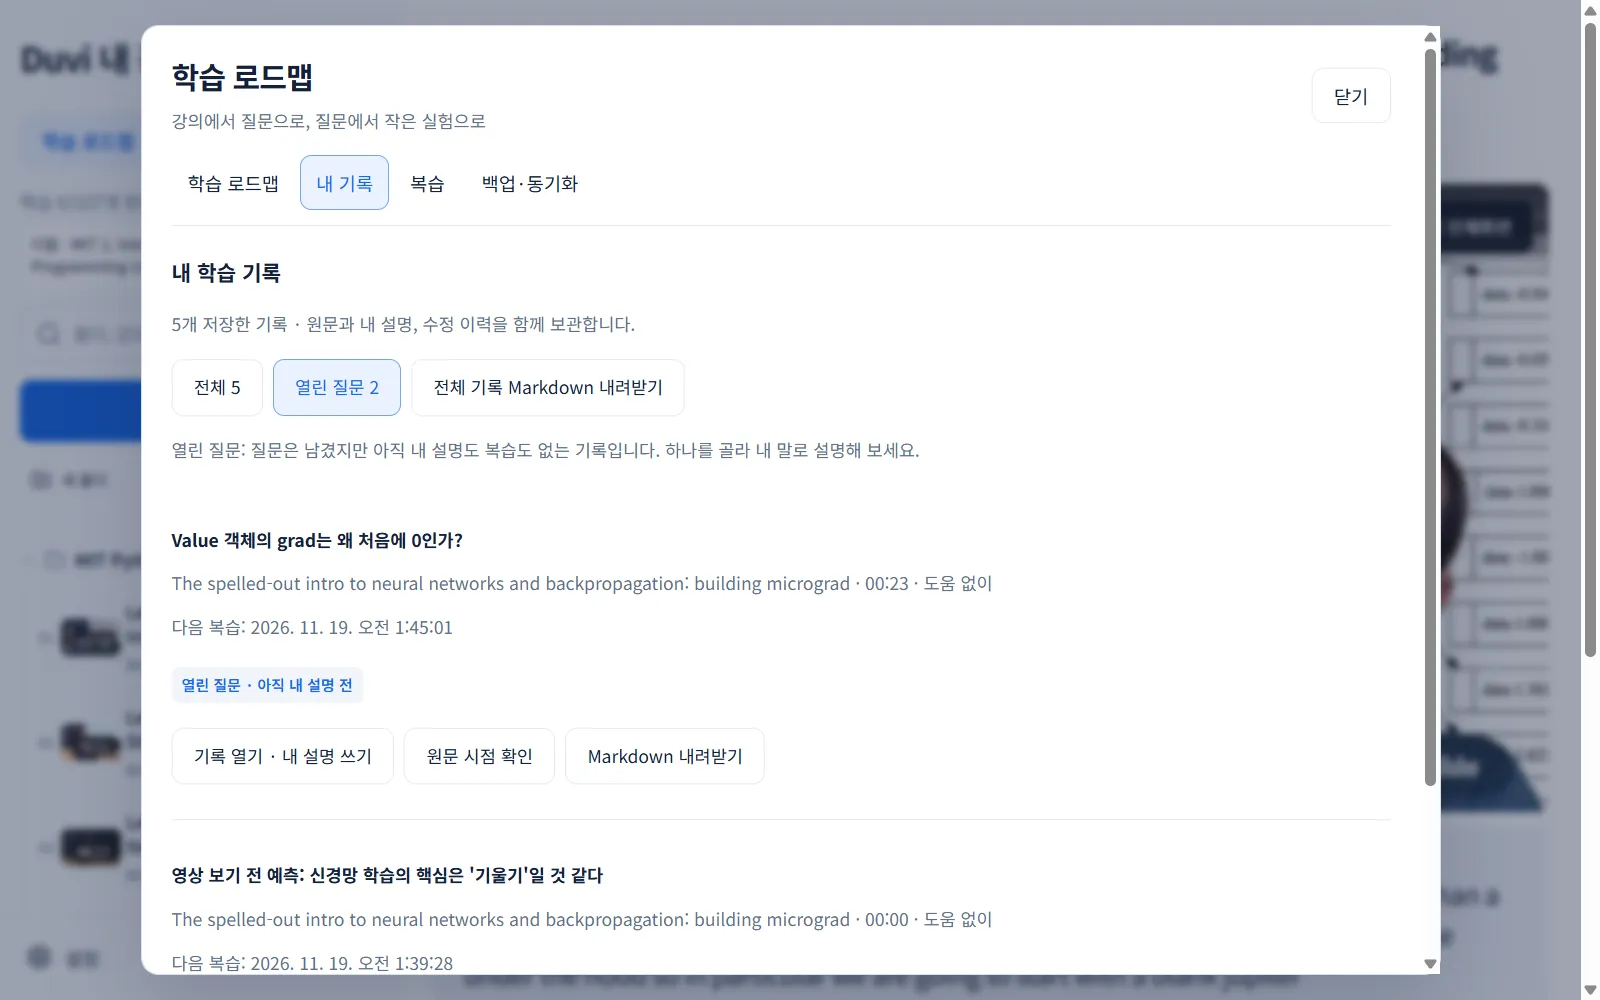 Duvi 내
ding
학습 로드맵
학습 로드맵
강의에서 질문으로, 질문에서 작은 실험으로
닫기
학습 로드맵
내 기록
복습
백업·동기화
내 학습 기록
5개 저장한 기록 · 원문과 내 설명, 수정 이력을 함께 보관합니다.
전체 5
열린 질문 2
전체 기록 Markdown 내려받기
열린 질문: 질문은 남겼지만 아직 내 설명도 복습도 없는 기록입니다. 하나를 골라 내 말로 설명해 보세요.
Value 객체의 grad는 왜 처음에 0인가?
The spelled-out intro to neural networks and backpropagation: building micrograd · 00:23 · 도움 없이
다음 복습: 2026. 11. 19. 오전 1:45:01
열린 질문 · 아직 내 설명 전
기록 열기 · 내 설명 쓰기
원문 시점 확인
Markdown 내려받기
영상 보기 전 예측: 신경망 학습의 핵심은 '기울기'일 것 같다
The spelled-out intro to neural networks and backpropagation: building micrograd · 00:00 · 도움 없이
다음 복습: 2026. 11. 19. 오전 1:39:28
설정